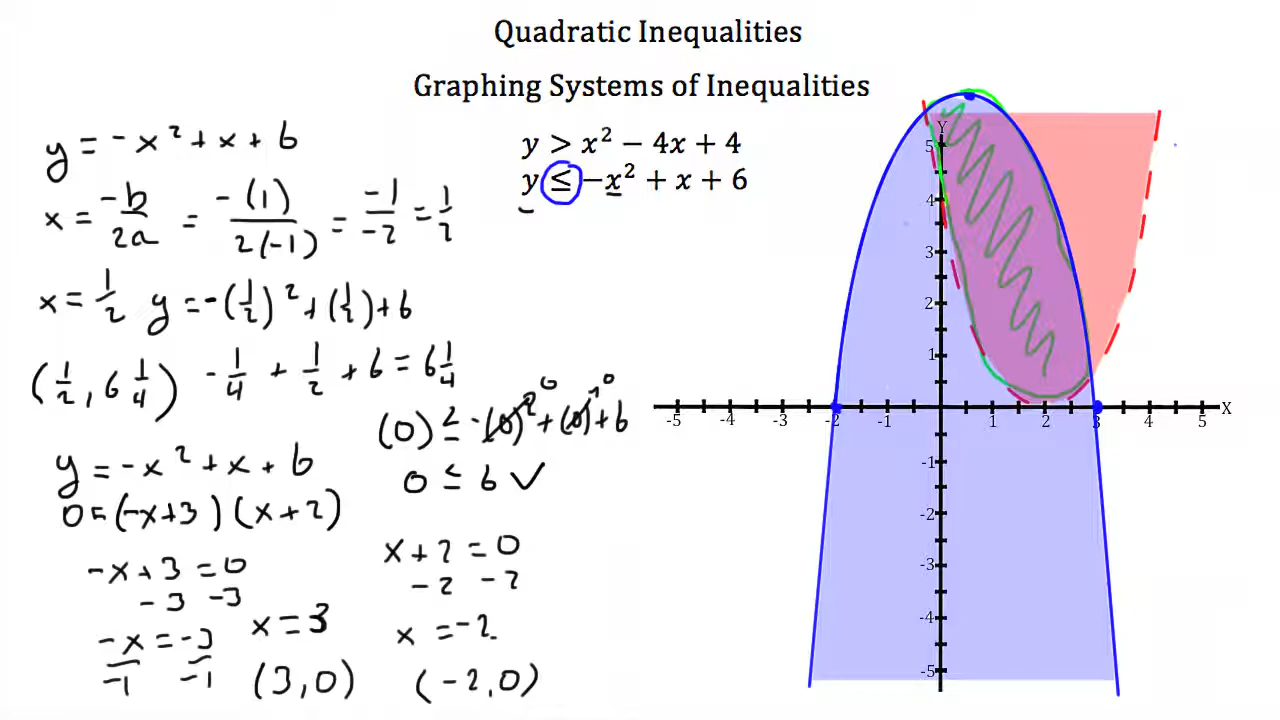 Quadratic Inequalities
Graphing Systems of Inequalities
y > x² − 4x + 4
y ≤ −x² + x + 6
y = -x² + x + 6
x = -b/2a = -(1)/2(-1) = -1/-2 = 1/2
x = 1/2 y = -(1/2)² + (1/2) + 6
-1/4 + 1/2 + 6 = 6 1/4
(1/2, 6 1/4)
(0) ≤ -(0)² + (0) + 6
0 0
0 ≤ 6 ✓
y = -x² + x + 6
0 = (-x+3)(x+2)
-x+3 = 0
-3 -3
-x = -3
-1 -1
x = 3
(3,0)
x+2 = 0
-2 -2
x = -2
(-2,0)
Y
5
4
3
2
1
-5 -4 -3 -2 -1 1 2 3 4 5 X
-1
-2
-3
-4
-5